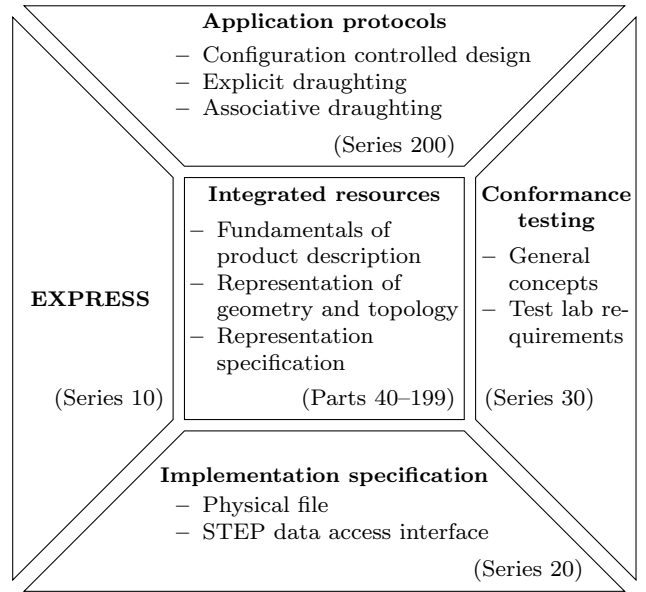 Application protocols
– Configuration controlled design
– Explicit draughting
– Associative draughting
(Series 200)
EXPRESS
(Series 10)
Integrated resources
– Fundamentals of
product description
– Representation of
geometry and topology
– Representation
specification
(Parts 40–199)
Conformance
testing
– General
concepts
– Test lab re-
quirements
(Series 30)
Implementation specification
– Physical file
– STEP data access interface
(Series 20)